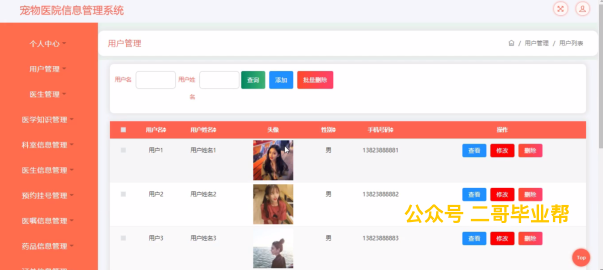 宠物医院信息管理系统
个人中心
用户管理
医生管理
医学知识管理
科室信息管理
医生信息管理
预约挂号管理
医嘱信息管理
药品信息管理
用户管理
/ 用户管理 / 用户列表
用户名 用户姓名 查询 添加 批量删除
用户名 用户姓名 头像 性别 手机号码 操作
用户1 用户姓名1 男 13823888881 查看 修改 删除
用户2 用户姓名2 男 13823888882 查看 修改 删除
用户3 用户姓名3 男 13823888883 查看 修改 删除
公众号 二哥毕业帮
Top